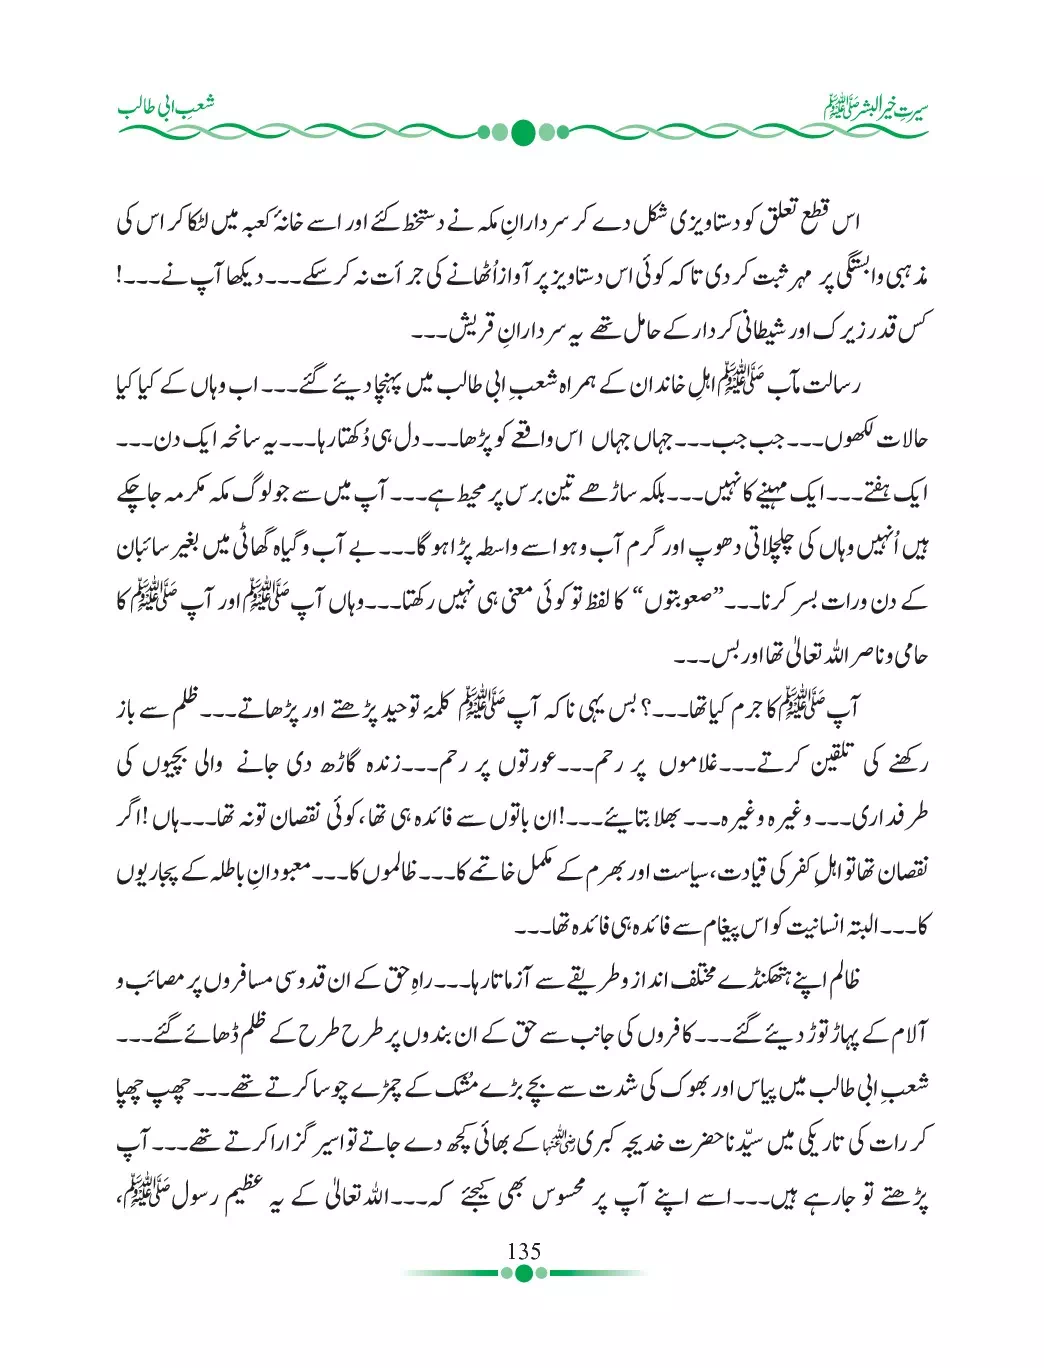 سیرتِ خیر البشر ﷺ
شعبِ ابی طالب
اس قطع تعلق کو دستاویزی شکل دے کر سردارانِ مکہ نے دستخط کئے اور اسے خانۂ کعبہ میں لٹکا کر اس کی
مذہبی وابستگی پر مہر ثبت کر دی تاکہ کوئی اس دستاویز پر آواز اُٹھانے کی جرأت نہ کر سکے۔۔۔ دیکھا آپ نے۔۔۔!
کس قدر زیرک اور شیطانی کردار کے حامل تھے یہ سردارانِ قریش۔۔۔
رسالت مآب ﷺ اہلِ خاندان کے ہمراہ شعبِ ابی طالب میں پہنچا دیئے گئے۔۔۔ اب وہاں کے کیا کیا
حالات لکھوں۔۔۔ جب جب۔۔۔ جہاں جہاں اس واقعے کو پڑھا۔۔۔ دل ہی دُکھتا رہا۔۔۔ یہ سانحہ ایک دن۔۔۔
ایک ہفتے۔۔۔ ایک مہینے کا نہیں۔۔۔ بلکہ ساڑھے تین برس پر محیط ہے۔۔۔ آپ میں سے جو لوگ مکہ مکرمہ جا چکے
ہیں اُنہیں وہاں کی چلچلاتی دھوپ اور گرم آب و ہوا سے واسطہ پڑا ہو گا۔۔۔ بے آب و گیاہ گھاٹی میں بغیر سائبان
کے دن و رات بسر کرنا۔۔۔ ”صعوبتوں“ کا لفظ تو کوئی معنی ہی نہیں رکھتا۔۔۔ وہاں آپ ﷺ اور آپ ﷺ کا
حامی و ناصر اللہ تعالیٰ تھا اور بس۔۔۔
آپ ﷺ کا جرم کیا تھا۔۔۔؟ بس یہی نا کہ آپ ﷺ کلمۂ توحید پڑھتے اور پڑھاتے۔۔۔ ظلم سے باز
رکھنے کی تلقین کرتے۔۔۔ غلاموں پر رحم۔۔۔ عورتوں پر رحم۔۔۔ زندہ گاڑھ دی جانے والی بچیوں کی
طرفداری۔۔۔ وغیرہ وغیرہ۔۔۔ بھلا بتایئے۔۔۔! ان باتوں سے فائدہ ہی تھا، کوئی نقصان تو نہ تھا۔۔۔ ہاں! اگر
نقصان تھا تو اہلِ کفر کی قیادت، سیاست اور بھرم کے مکمل خاتمے کا۔۔۔ ظالموں کا۔۔۔ معبودانِ باطلہ کے پجاریوں
کا۔۔۔ البتہ انسانیت کو اس پیغام سے فائدہ ہی فائدہ تھا۔۔۔
ظالم اپنے ہتھکنڈے مختلف انداز و طریقے سے آزماتا رہا۔۔۔ راہِ حق کے ان قدوسی مسافروں پر مصائب و
آلام کے پہاڑ توڑ دیئے گئے۔۔۔ کافروں کی جانب سے حق کے ان بندوں پر طرح طرح کے ظلم ڈھائے گئے۔۔۔
شعبِ ابی طالب میں پیاس اور بھوک کی شدت سے بچے بڑے مُشک کے چمڑے چوسا کرتے تھے۔۔۔ چھپ چھپا
کر رات کی تاریکی میں سیّدنا حضرت خدیجہ کبریٰ رضی اللہ عنہا کے بھائی کچھ دے جاتے تو اسیر گزارا کرتے تھے۔۔۔ آپ
پڑھتے تو جا رہے ہیں۔۔۔ اسے اپنے آپ پر محسوس بھی کیجئے کہ۔۔۔ اللہ تعالیٰ کے یہ عظیم رسول ﷺ،
135